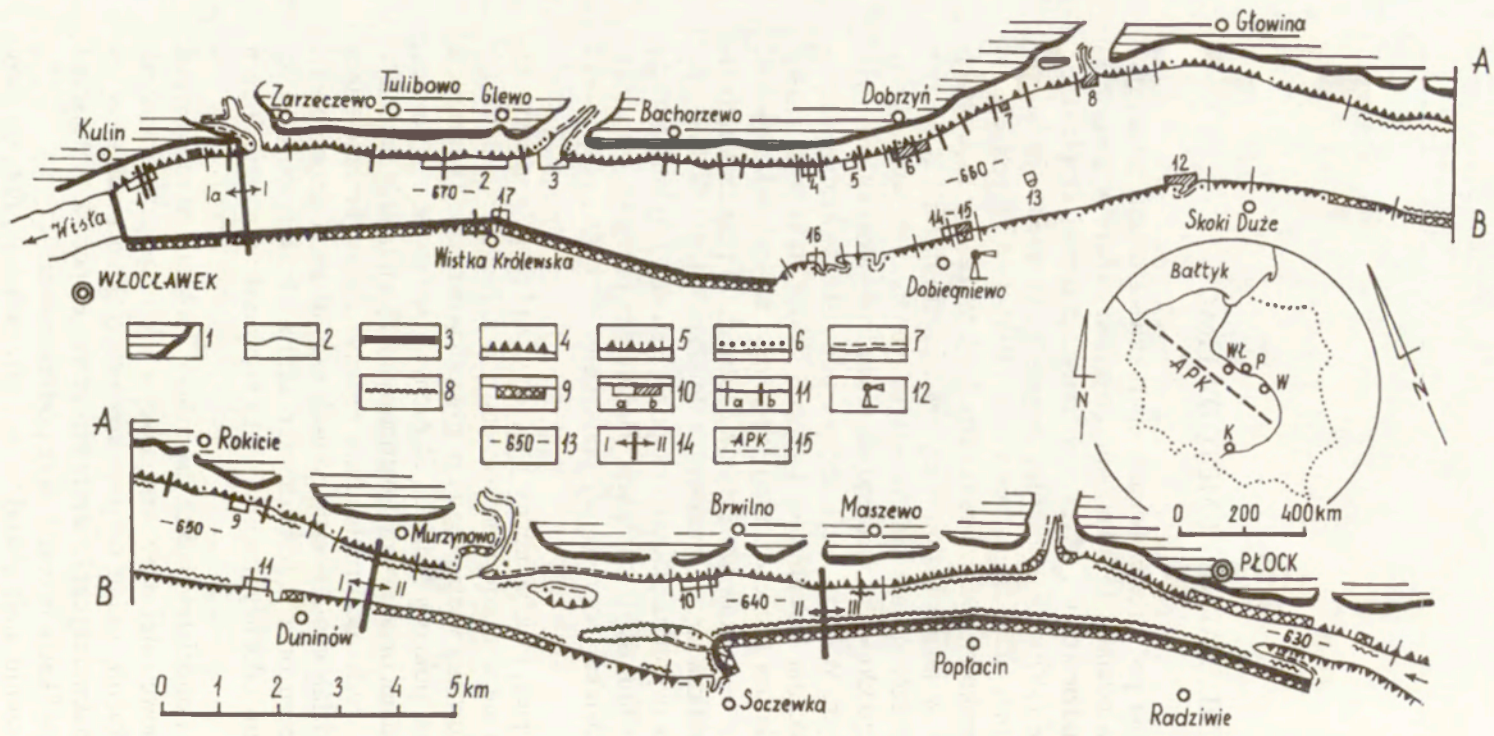 Głowina
A
Tulibowo
Zarzeczewo
Glewo
Dobrzyń
Bachorzewo
Kulin
8
7
1
Ia I
-670- 2
3
4
5
6
-660-
13
12
17
Wisła
14-15
16
B
Skoki Duże
Wistka Królewska
Dobiegniewo
WŁOCŁAWEK
Bałtyk
1
2
3
4
5
6
7
WŁ P
W
APK
K
N
N
8
9
a b 10
a b 11
12
-650- 13
I II 14
APK 15
0 200 400 km
A
Rokicie
Brwilno
Maszewo
-650-
9
Murzynowo
PŁOCK
11
I II
10
-640-
II III
-630-
B
Duninów
Popłacin
0 1 2 3 4 5 km
Soczewka
Radziwie